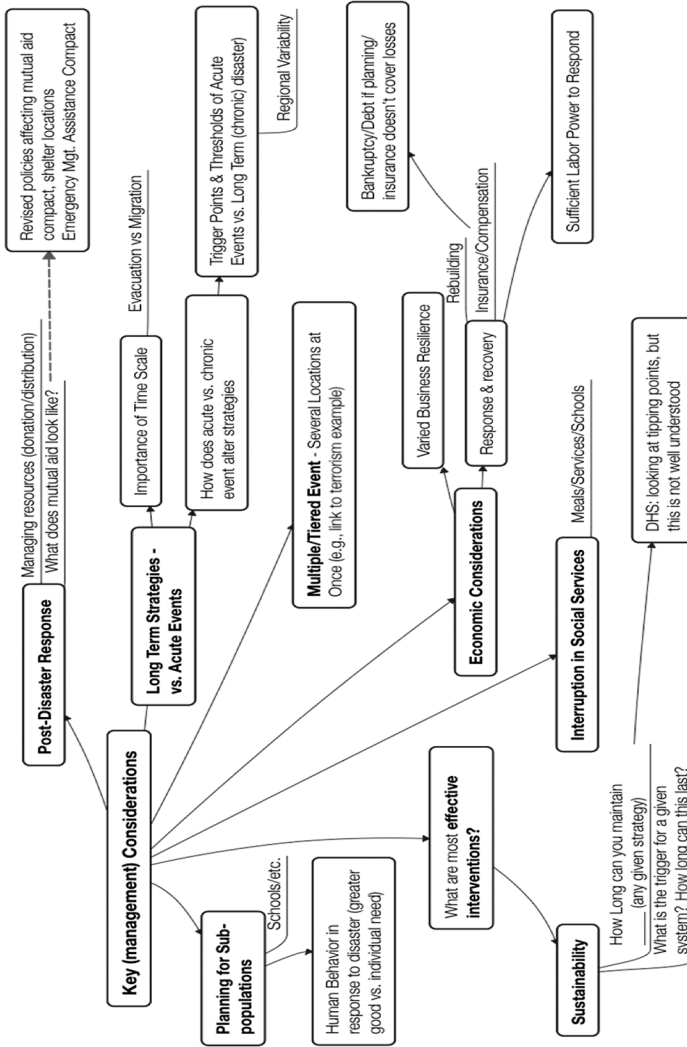 Post-Disaster Response
Managing resources (donation/distribution)
What does mutual aid look like?
Revised policies affecting mutual aid
compact, shelter locations
Emergency Mgt. Assistance Compact
Key (management) Considerations
Long Term Strategies -
vs. Acute Events
Importance of Time Scale
Evacuation vs Migration
How does acute vs. chronic
event alter strategies
Trigger Points & Thresholds of Acute
Events vs. Long Term (chronic) disaster)
Regional Variability
Multiple/Tiered Event - Several Locations at
Once (e.g., link to terrorism example)
Planning for Sub-
populations
Schools/etc.
Human Behavior in
response to disaster (greater
good vs. individual need)
Economic Considerations
Varied Business Resilience
Response & recovery
Rebuilding
Insurance/Compensation
Bankruptcy/Debt if planning/
insurance doesn't cover losses
Sufficient Labor Power to Respond
What are most effective
interventions?
Interruption in Social Services
Meals/Services/Schools
Sustainability
How Long can you maintain
(any given strategy)
What is the trigger for a given
system? How long can this last?
DHS: looking at tipping points, but
this is not well understood